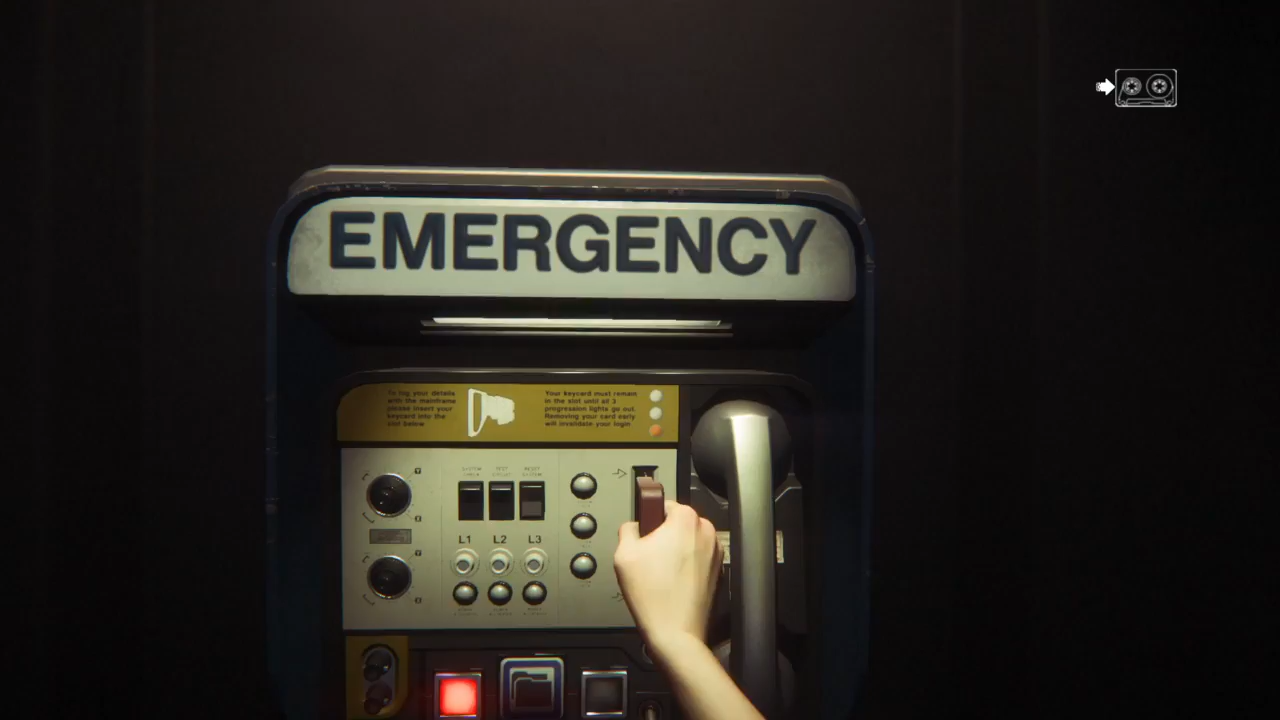 EMERGENCY
To log your details
with the mainframe
please insert your
keycard into the
slot below
Your keycard must remain
in the slot until all 3
progression lights go out.
Removing your card early
will invalidate your login
L1 L2 L3